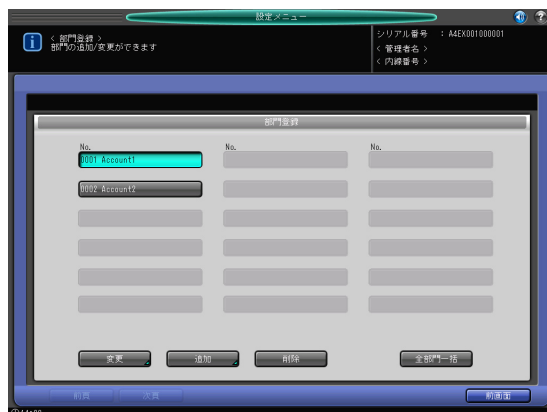 設定メニュー
< 部門登録 >
部門の追加/変更ができます
シリアル番号 : A4EX001000001
< 管理者名 >
< 内線番号 >
部門登録
No. No. No.
0001 Account1
0002 Account2
変更 追加 削除 全部門一括
前頁 次頁 前画面